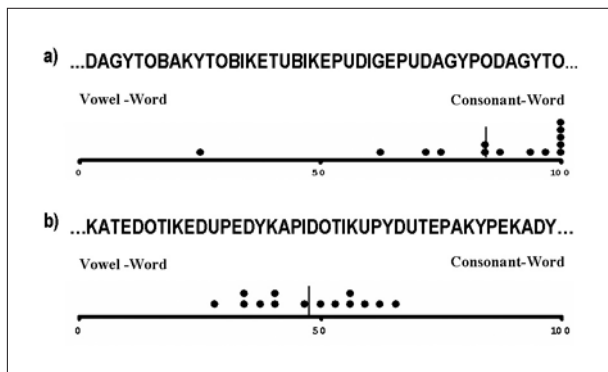 a) ...DAGYTOBAKYTOBIKETUBIKEPUDIGEPUDAGYPODAGYTO...
Vowel -Word Consonant-Word
0 50 100
b) ...KATEDOTIKEDUPEDYKAPIDOTIKUPYDUTEPAKYPEKADY...
Vowel -Word Consonant-Word
0 50 100